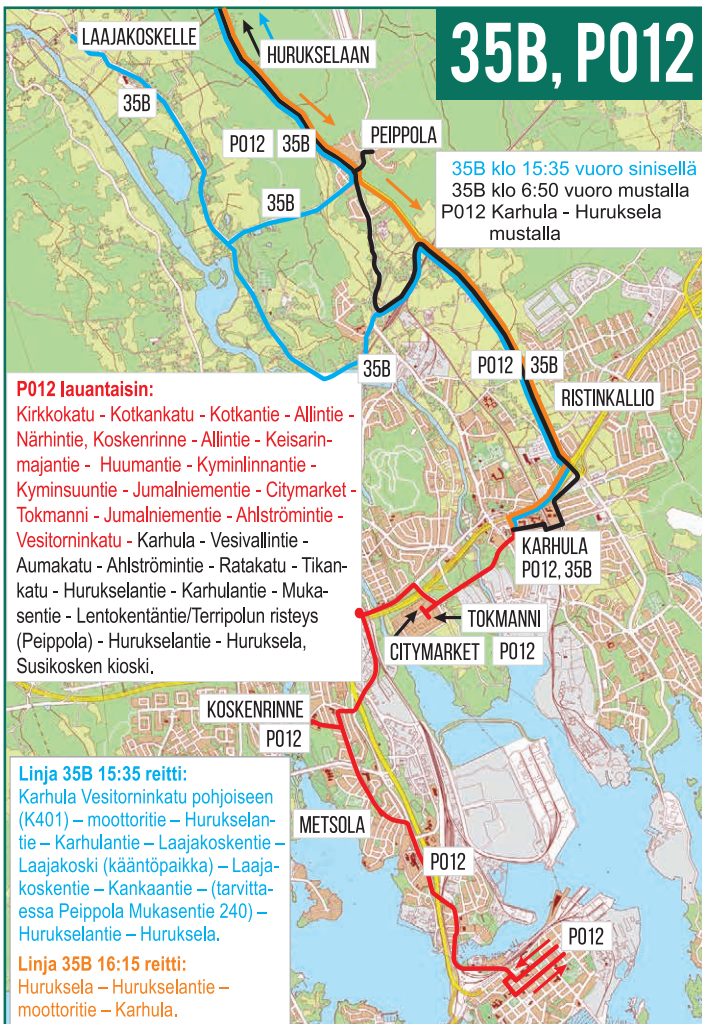 35B, P012
LAAJAKOSKELLE
HURUKSELAAN
35B
P012 35B
PEIPPOLA
35B klo 15:35 vuoro sinisellä
35B klo 6:50 vuoro mustalla
P012 Karhula - Huruksela
mustalla
35B
35B
P012 35B
RISTINKALLIO
P012 lauantaisin:
Kirkkokatu - Kotkankatu - Kotkantie - Allintie -
Närhintie, Koskenrinne - Allintie - Keisarin-
majantie - Huumantie - Kyminlinnantie -
Kyminsuuntie - Jumalniementie - Citymarket -
Tokmanni - Jumalniementie - Ahlströmintie -
Vesitorninkatu - Karhula - Vesivallintie -
Aumakatu - Ahlströmintie - Ratakatu - Tikan-
katu - Hurukselantie - Karhulantie - Muka-
sentie - Lentokentäntie/Terripolun risteys
(Peippola) - Hurukselantie - Huruksela,
Susikosken kioski.
KARHULA
P012, 35B
TOKMANNI
CITYMARKET P012
KOSKENRINNE
P012
METSOLA
Linja 35B 15:35 reitti:
Karhula Vesitorninkatu pohjoiseen
(K401) – moottoritie – Hurukselan-
tie – Karhulantie – Laajakoskentie –
Laajakoski (kääntöpaikka) – Laaja-
koskentie – Kankaantie – (tarvitta-
essa Peippola Mukasentie 240) –
Hurukselantie – Huruksela.
Linja 35B 16:15 reitti:
Huruksela – Hurukselantie –
moottoritie – Karhula.
P012
P012